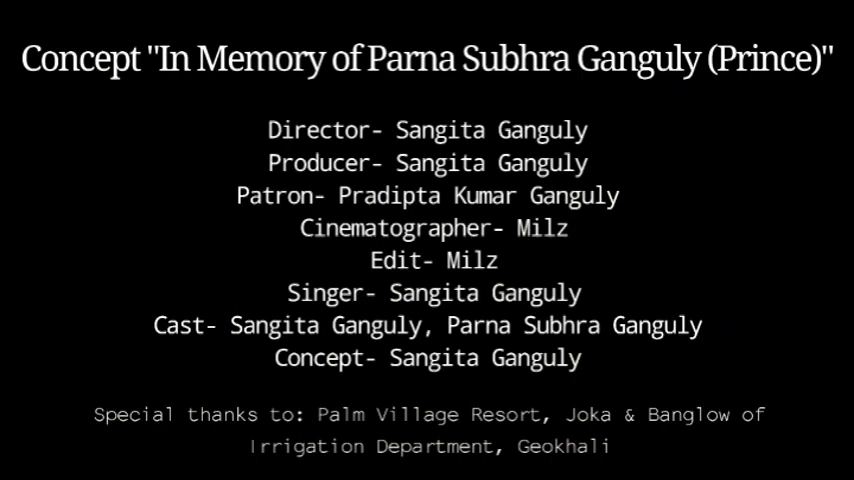 Concept "In Memory of Parna Subhra Ganguly (Prince)"
Director- Sangita Ganguly
Producer- Sangita Ganguly
Patron- Pradipta Kumar Ganguly
Cinematographer- Milz
Edit- Milz
Singer- Sangita Ganguly
Cast- Sangita Ganguly, Parna Subhra Ganguly
Concept- Sangita Ganguly
Special thanks to: Palm Village Resort, Joka & Banglow of
Irrigation Department, Geokhali